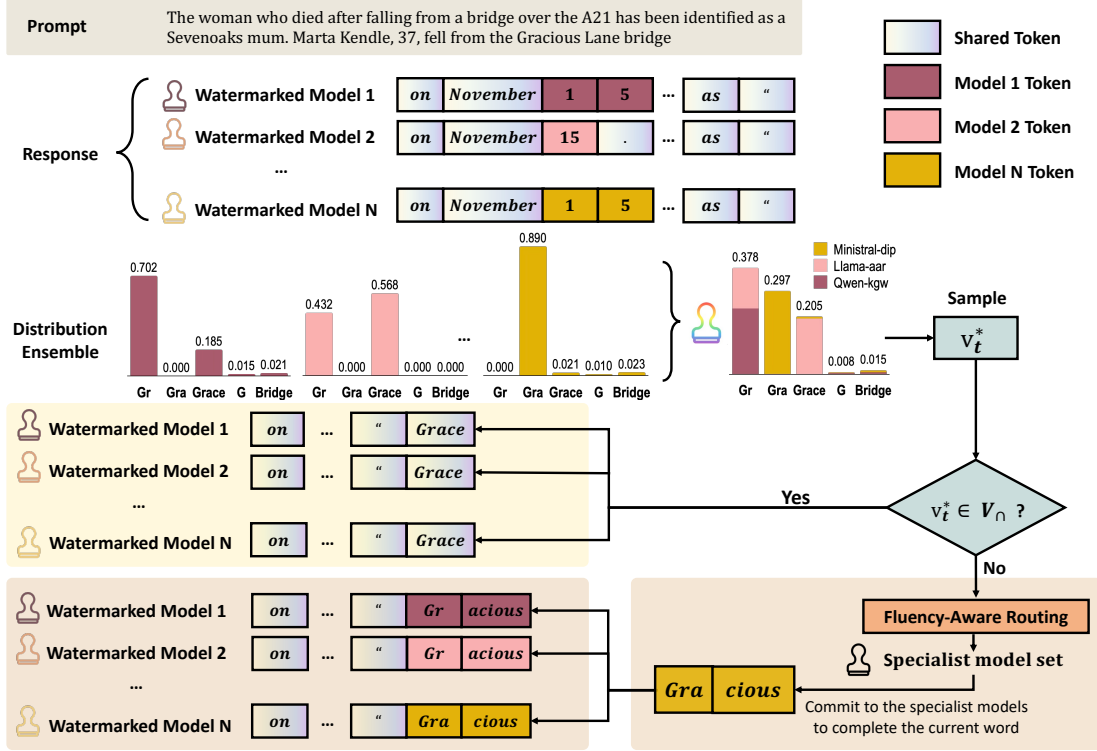 Prompt
The woman who died after falling from a bridge over the A21 has been identified as a
Sevenoaks mum. Marta Kendle, 37, fell from the Gracious Lane bridge
Shared Token
Model 1 Token
Model 2 Token
Model N Token
Response
Watermarked Model 1 on November 1 5 ... as “
Watermarked Model 2 on November 15 . ... as “
...
Watermarked Model N on November 1 5 ... as “
Distribution
Ensemble
0.702 0.000 0.185 0.015 0.021
Gr Gra Grace G Bridge
0.432 0.000 0.568 0.000 0.000
Gr Gra Grace G Bridge
...
0.000 0.890 0.021 0.010 0.023
Gr Gra Grace G Bridge
Ministral-dip
Llama-aar
Qwen-kgw
0.378 0.297 0.205 0.008 0.015
Gr Gra Grace G Bridge
Sample
v*t
Watermarked Model 1 on ... “ Grace
Watermarked Model 2 on ... “ Grace
...
Watermarked Model N on ... “ Grace
Yes
v*t ∈ V∩ ?
No
Watermarked Model 1 on ... “ Gr acious
Watermarked Model 2 on ... “ Gr acious
...
Watermarked Model N on ... “ Gra cious
Fluency-Aware Routing
Specialist model set
Gra cious
Commit to the specialist models
to complete the current word